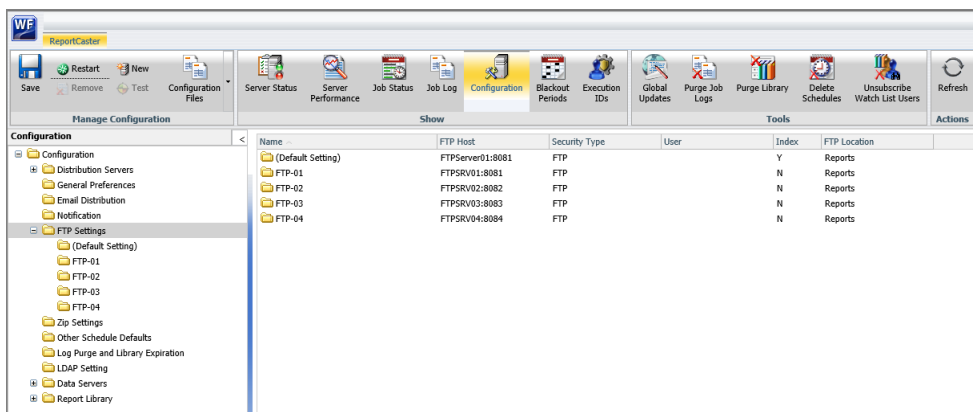 WF
ReportCaster
Save
Restart
Remove
New
Test
Configuration
Files
Manage Configuration
Server Status
Server
Performance
Job Status
Job Log
Configuration
Blackout
Periods
Execution
IDs
Show
Global
Updates
Purge Job
Logs
Purge Library
Delete
Schedules
Unsubscribe
Watch List Users
Tools
Refresh
Actions
Configuration
<
Configuration
Distribution Servers
General Preferences
Email Distribution
Notification
FTP Settings
(Default Setting)
FTP-01
FTP-02
FTP-03
FTP-04
Zip Settings
Other Schedule Defaults
Log Purge and Library Expiration
LDAP Setting
Data Servers
Report Library
Name FTP Host Security Type User Index FTP Location
(Default Setting) FTPServer01:8081 FTP Y Reports
FTP-01 FTPSRV01:8081 FTP N Reports
FTP-02 FTPSRV02:8082 FTP N Reports
FTP-03 FTPSRV03:8083 FTP N Reports
FTP-04 FTPSRV04:8084 FTP N Reports